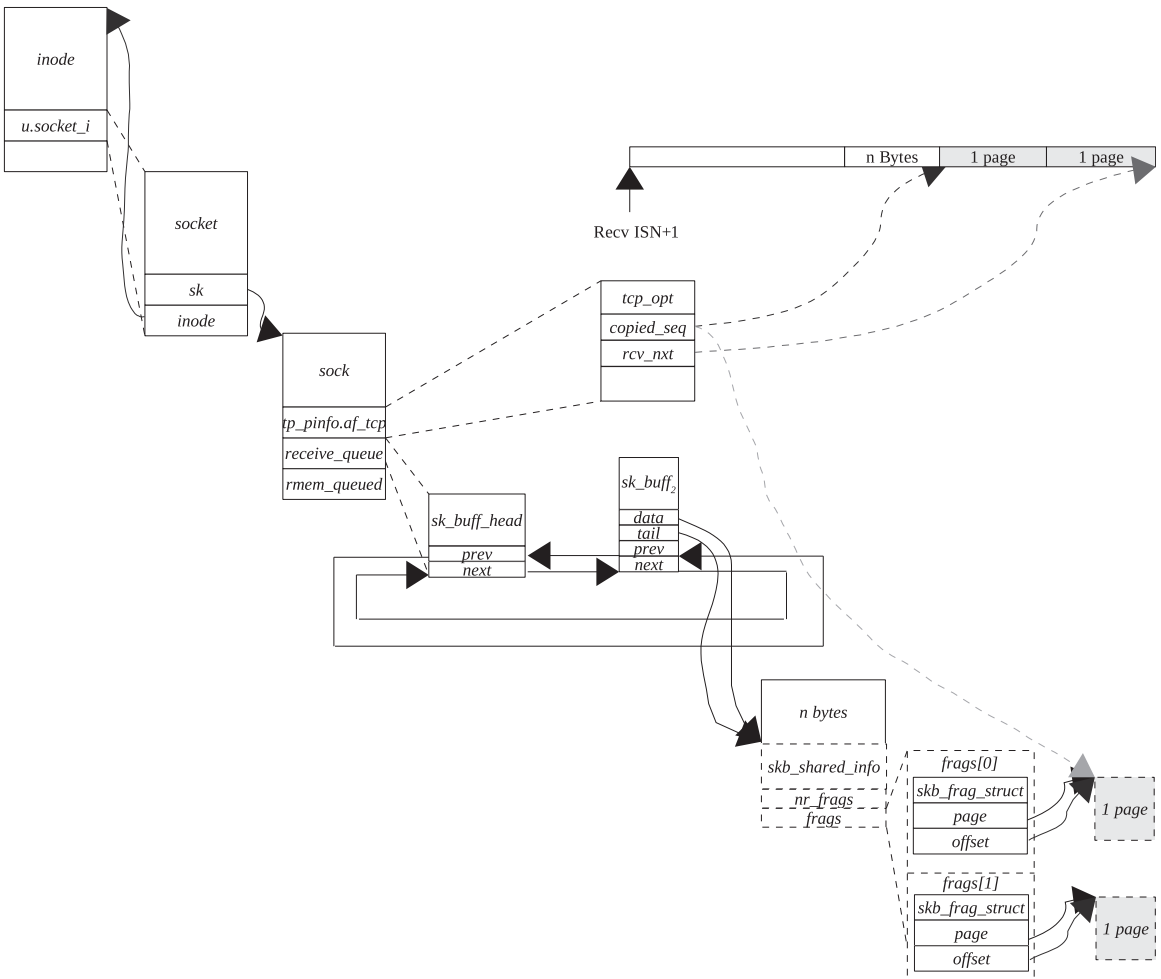 inode
u.socket_i
socket
sk
inode
sock
tp_pinfo.af_tcp
receive_queue
rmem_queued
n Bytes
1 page
1 page
Recv ISN+1
tcp_opt
copied_seq
rcv_nxt
sk_buff_head
prev
next
sk_buff₂
data
tail
prev
next
n bytes
skb_shared_info
nr_frags
frags
frags[0]
skb_frag_struct
page
offset
1 page
frags[1]
skb_frag_struct
page
offset
1 page